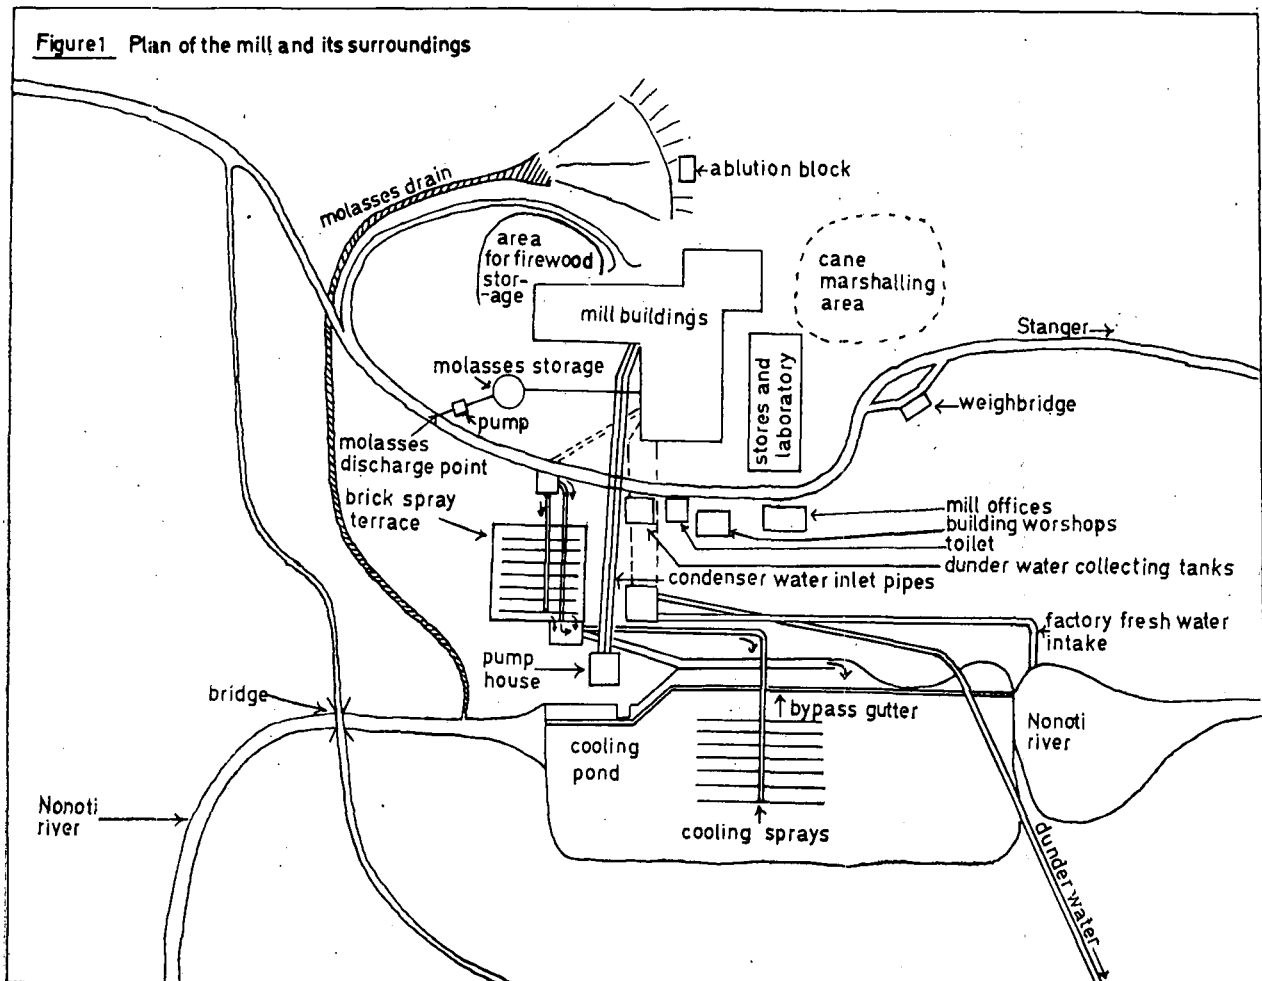 Figure1 Plan of the mill and its surroundings
molasses drain
ablution block
area
for firewood
stor-
-age
cane
marshalling
area
mill buildings
Stanger
molasses storage
stores and
laboratory
weighbridge
pump
molasses
discharge point
brick spray
terrace
mill offices
building worshops
toilet
dunder water collecting tanks
condenser water inlet pipes
factory fresh water
intake
pump
house
bridge
bypass gutter
Nonoti
river
cooling
pond
Nonoti
river
cooling sprays
dunder water